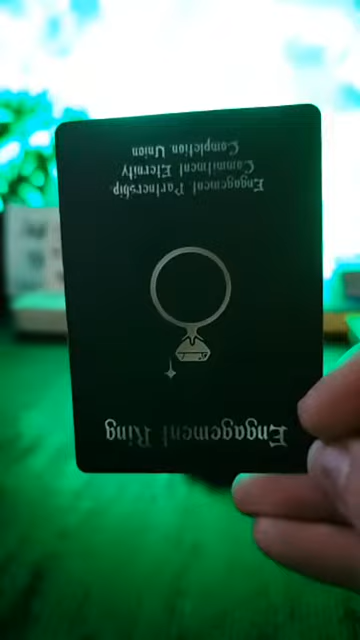 Engagement Ring
Engagement Partnership
Commitment Eternity
Completion Union